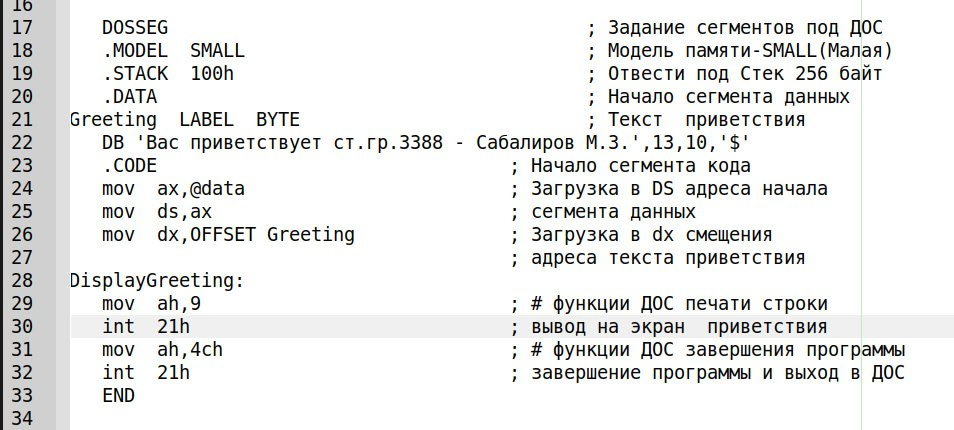 16
17 DOSSEG ; Задание сегментов под ДОС
18 .MODEL SMALL ; Модель памяти-SMALL(Малая)
19 .STACK 100h ; Отвести под Стек 256 байт
20 .DATA ; Начало сегмента данных
21 Greeting LABEL BYTE ; Текст приветствия
22 DB 'Вас приветствует ст.гр.3388 - Сабалиров М.З.',13,10,'$'
23 .CODE ; Начало сегмента кода
24 mov ax,@data ; Загрузка в DS адреса начала
25 mov ds,ax ; сегмента данных
26 mov dx,OFFSET Greeting ; Загрузка в dx смещения
27 ; адреса текста приветствия
28 DisplayGreeting:
29 mov ah,9 ; # функции ДОС печати строки
30 int 21h ; вывод на экран приветствия
31 mov ah,4ch ; # функции ДОС завершения программы
32 int 21h ; завершение программы и выход в ДОС
33 END
34